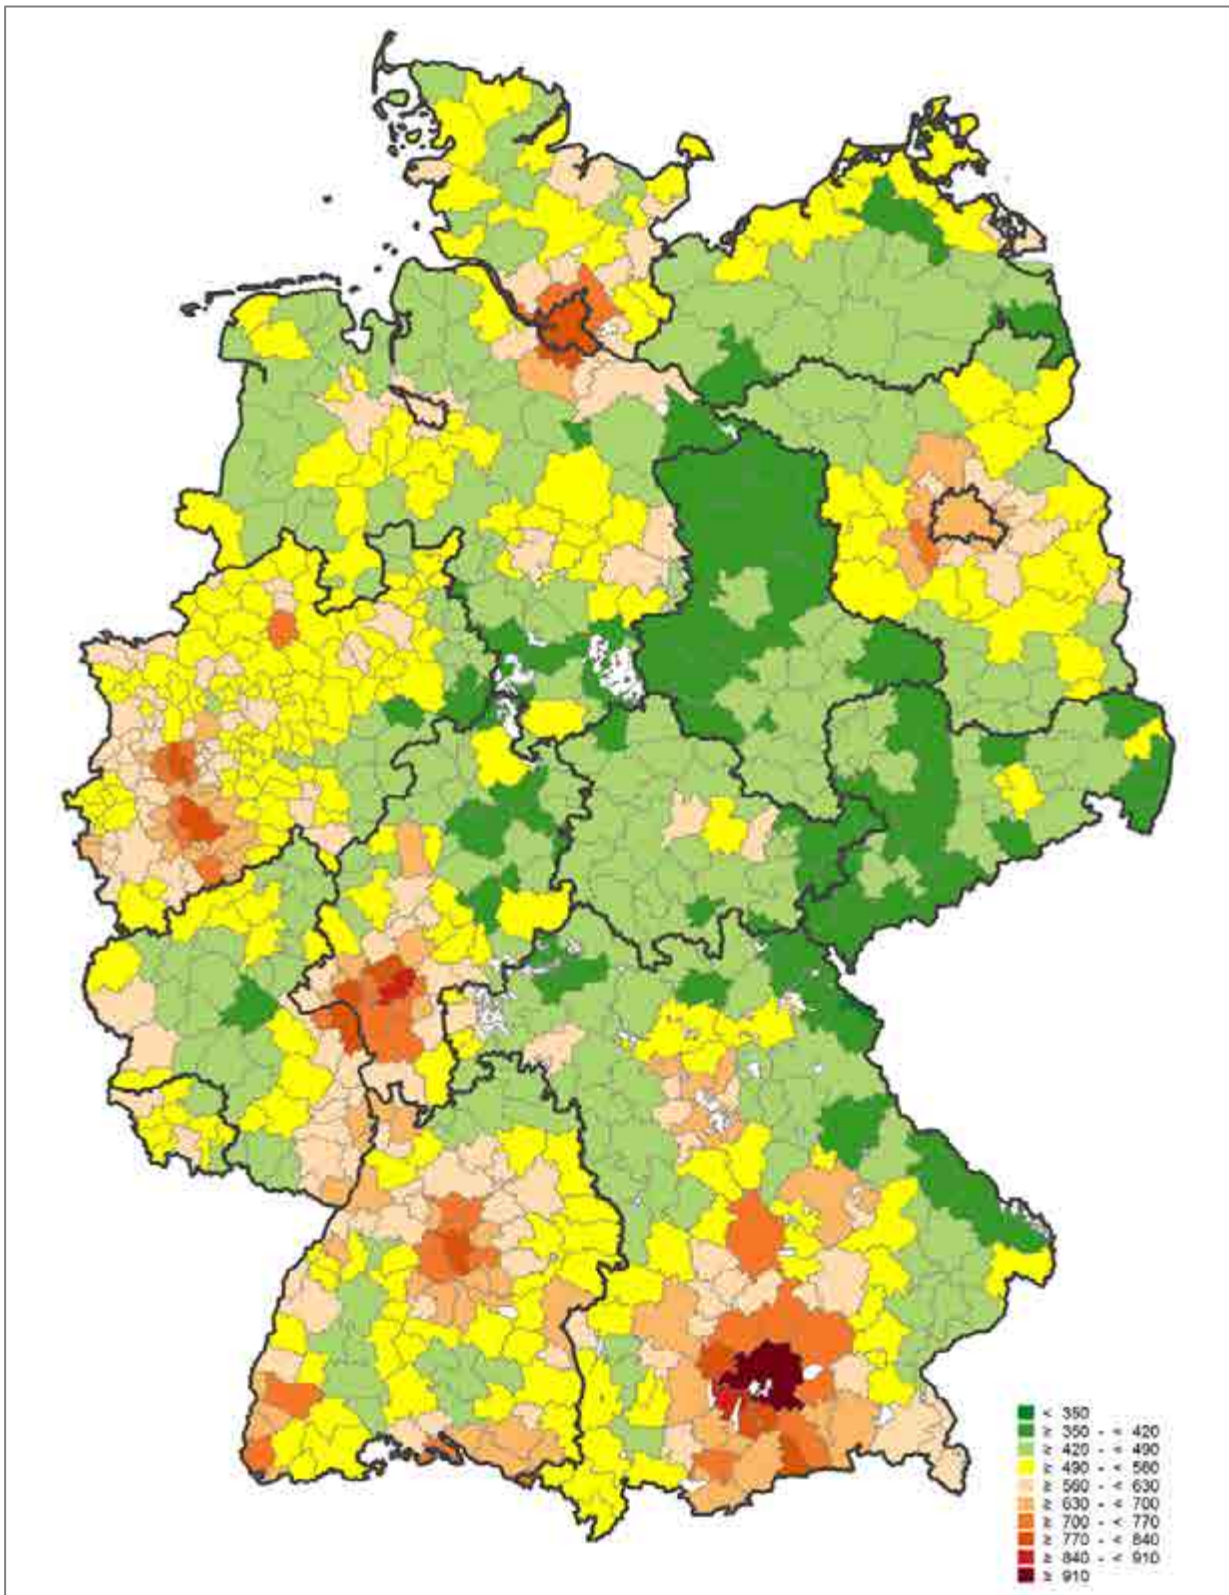 < 350
≥ 350 - < 420
≥ 420 - < 490
≥ 490 - < 560
≥ 560 - < 630
≥ 630 - < 700
≥ 700 - < 770
≥ 770 - < 840
≥ 840 - < 910
≥ 910